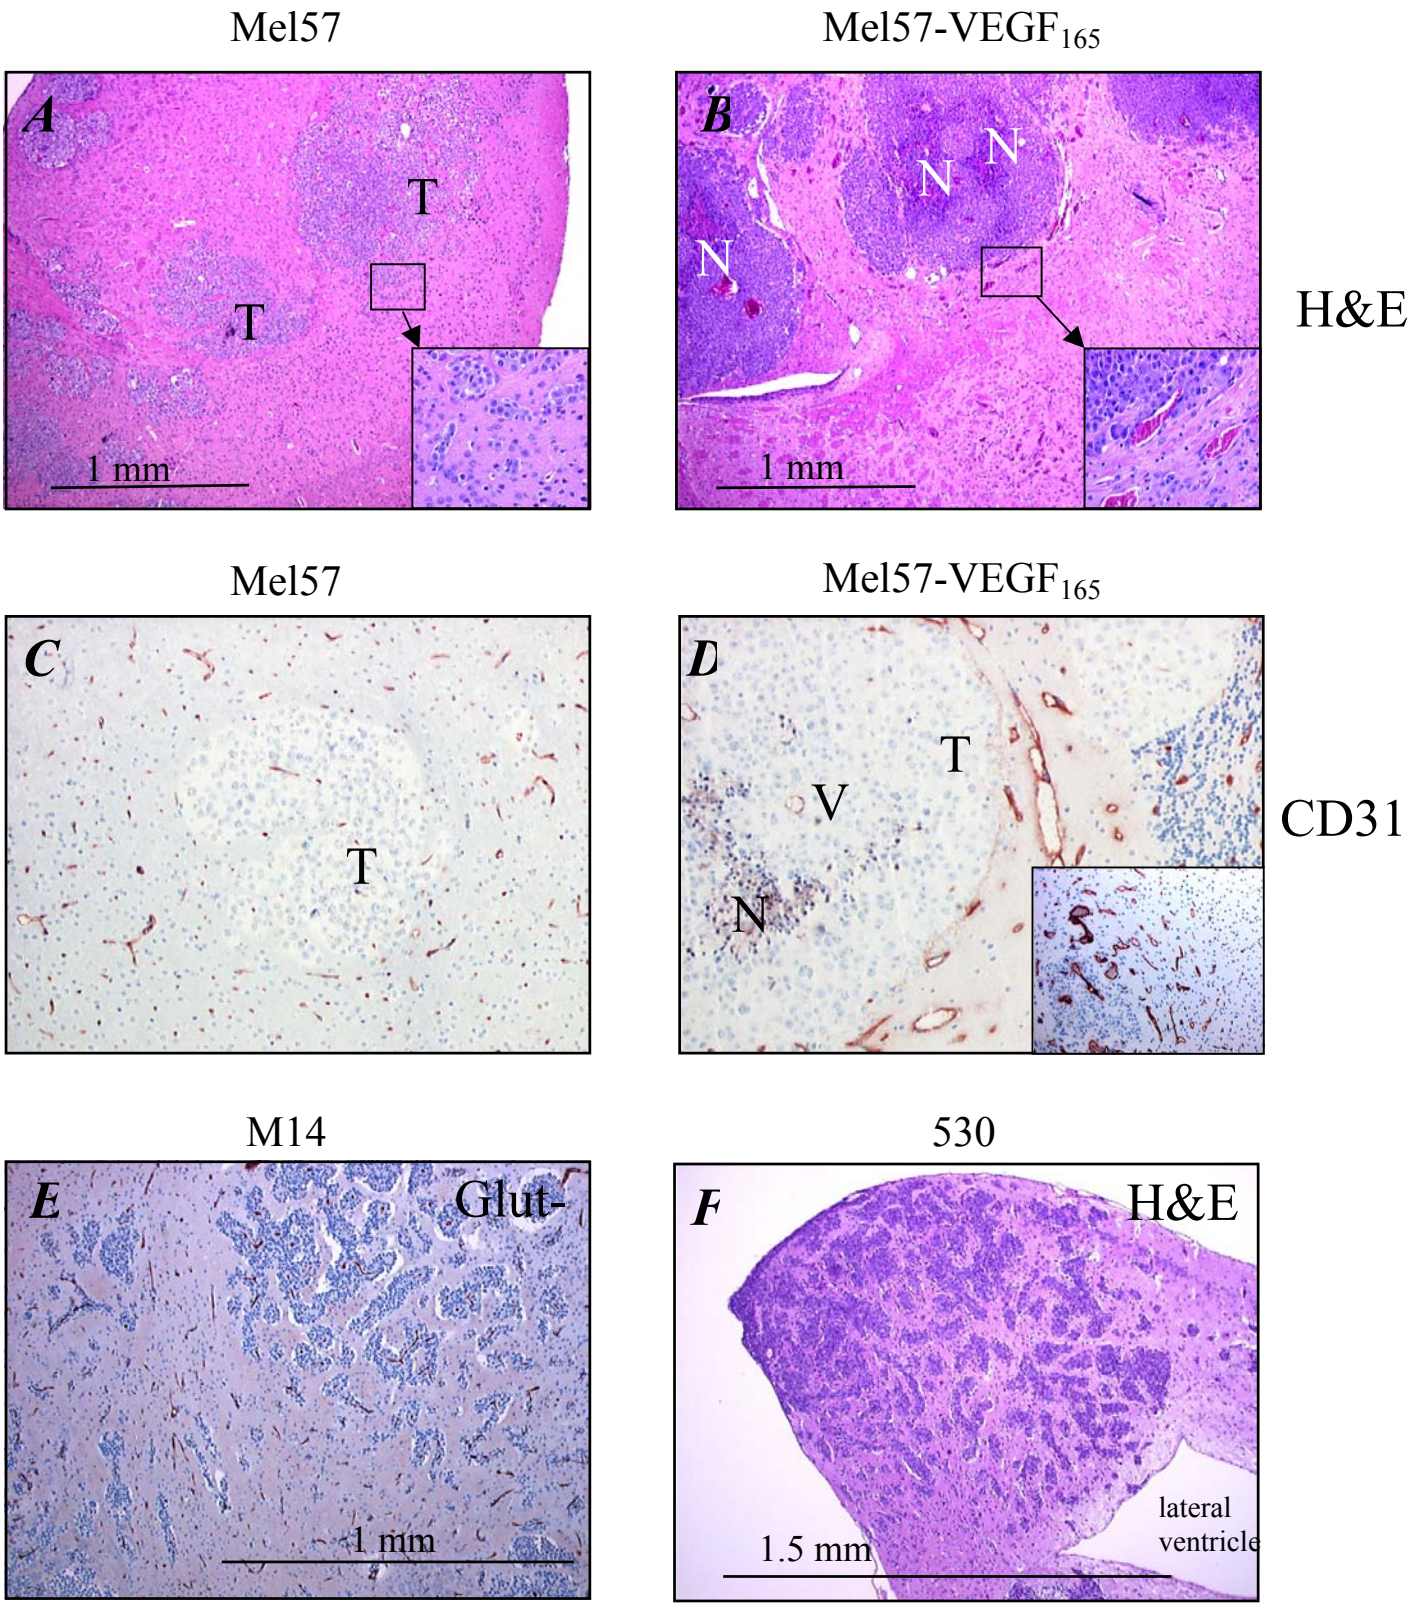 Mel57
Mel57-VEGF₁₆₅
A
T
T
1 mm
B
N
N
N
1 mm
H&E
Mel57
Mel57-VEGF₁₆₅
C
T
D
T
V
N
CD31
M14
530
E
Glut-
1 mm
F
H&E
lateral
ventricle
1.5 mm